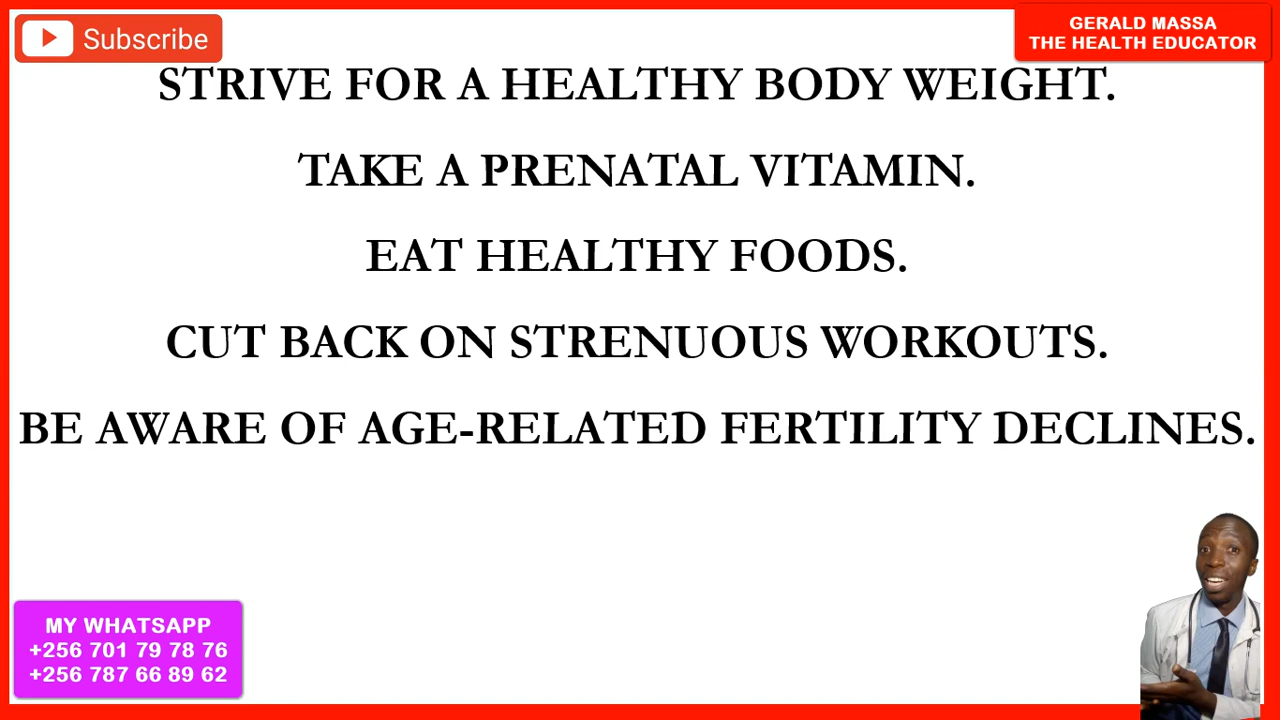 Subscribe
GERALD MASSA
THE HEALTH EDUCATOR
STRIVE FOR A HEALTHY BODY WEIGHT.
TAKE A PRENATAL VITAMIN.
EAT HEALTHY FOODS.
CUT BACK ON STRENUOUS WORKOUTS.
BE AWARE OF AGE-RELATED FERTILITY DECLINES.
MY WHATSAPP
+256 701 79 78 76
+256 787 66 89 62